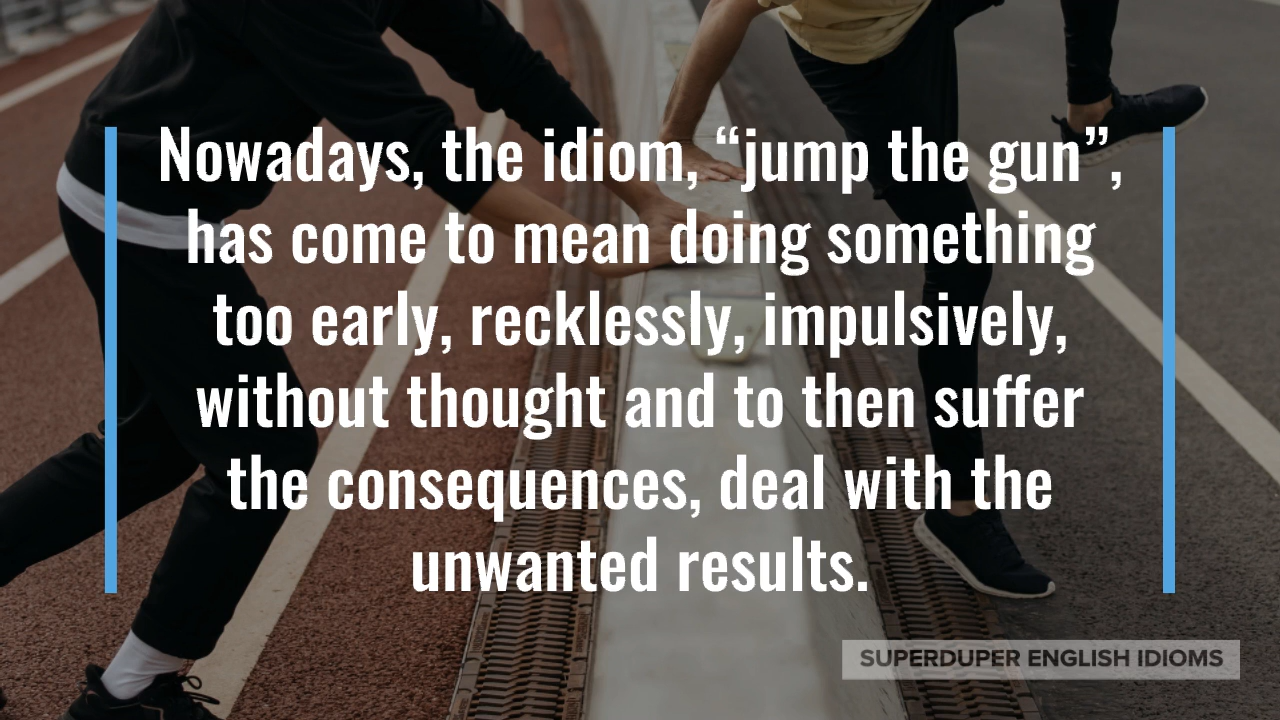 Nowadays, the idiom, “jump the gun”,
has come to mean doing something
too early, recklessly, impulsively,
without thought and to then suffer
the consequences, deal with the
unwanted results.
SUPERDUPER ENGLISH IDIOMS